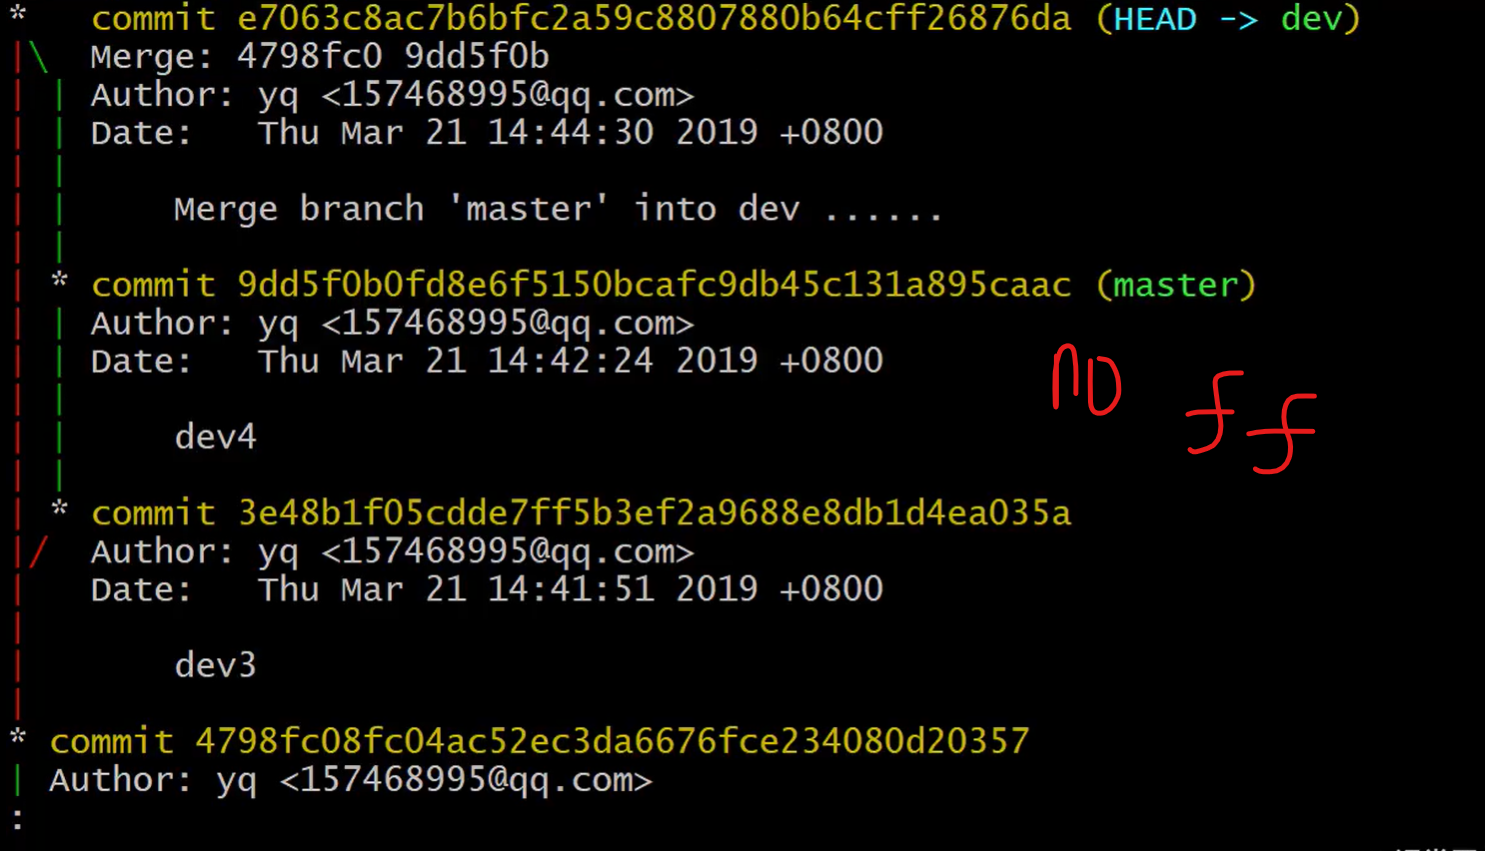 * commit e7063c8ac7b6bfc2a59c8807880b64cff26876da (HEAD -> dev)
|\ Merge: 4798fc0 9dd5f0b
| | Author: yq <157468995@qq.com>
| | Date: Thu Mar 21 14:44:30 2019 +0800
| |
| | Merge branch 'master' into dev ......
| |
| * commit 9dd5f0b0fd8e6f5150bcafc9db45c131a895caac (master)
| | Author: yq <157468995@qq.com>
| | Date: Thu Mar 21 14:42:24 2019 +0800
no ff
| |
| | dev4
| |
| * commit 3e48b1f05cdde7ff5b3ef2a9688e8db1d4ea035a
|/ Author: yq <157468995@qq.com>
| Date: Thu Mar 21 14:41:51 2019 +0800
|
| dev3
|
* commit 4798fc08fc04ac52ec3da6676fce234080d20357
| Author: yq <157468995@qq.com>
: